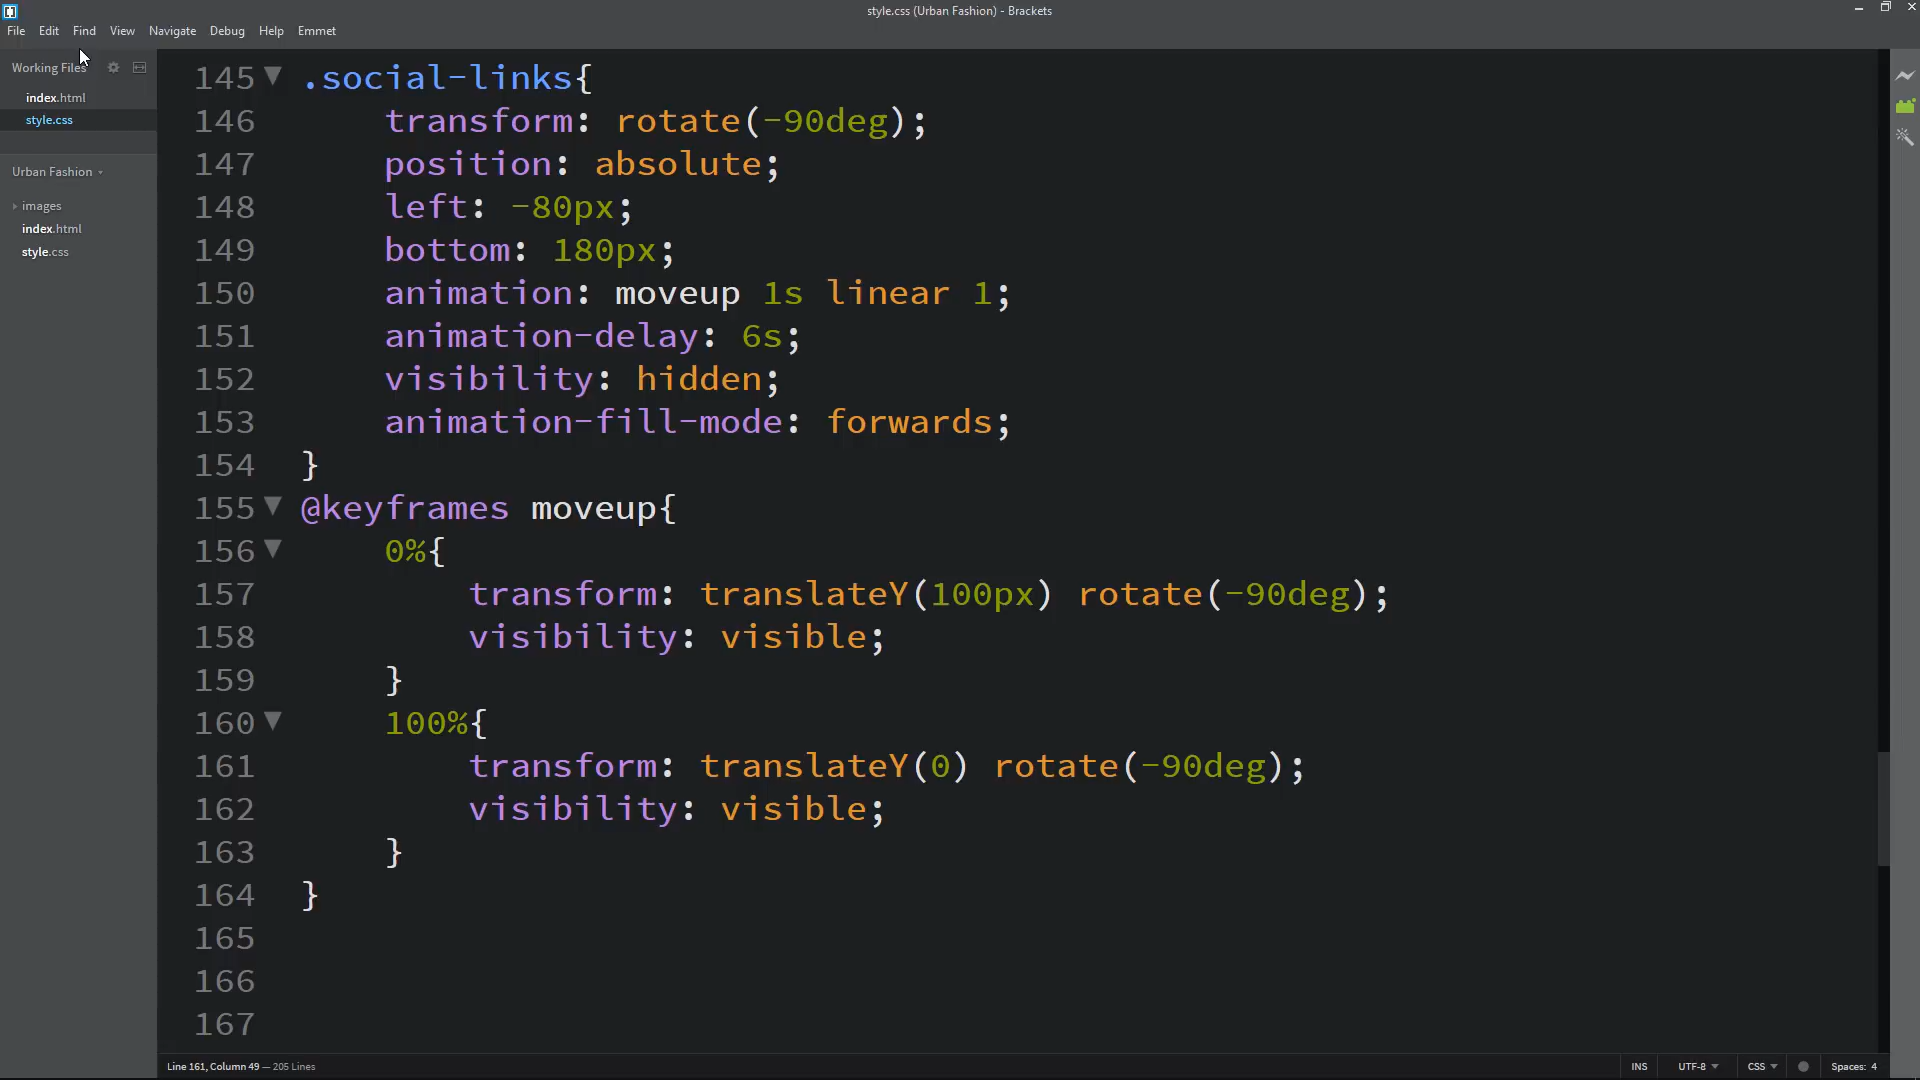 style.css (Urban Fashion) - Brackets
File Edit Find View Navigate Debug Help Emmet
Working Files
index.html
style.css
Urban Fashion
images
index.html
style.css
145 .social-links{
146 transform: rotate(-90deg);
147 position: absolute;
148 left: -80px;
149 bottom: 180px;
150 animation: moveup 1s linear 1;
151 animation-delay: 6s;
152 visibility: hidden;
153 animation-fill-mode: forwards;
154 }
155 @keyframes moveup{
156 0%{
157 transform: translateY(100px) rotate(-90deg);
158 visibility: visible;
159 }
160 100%{
161 transform: translateY(0) rotate(-90deg);
162 visibility: visible;
163 }
164 }
165
166
167
Line 161, Column 49 — 205 Lines
INS UTF-8 CSS Spaces: 4